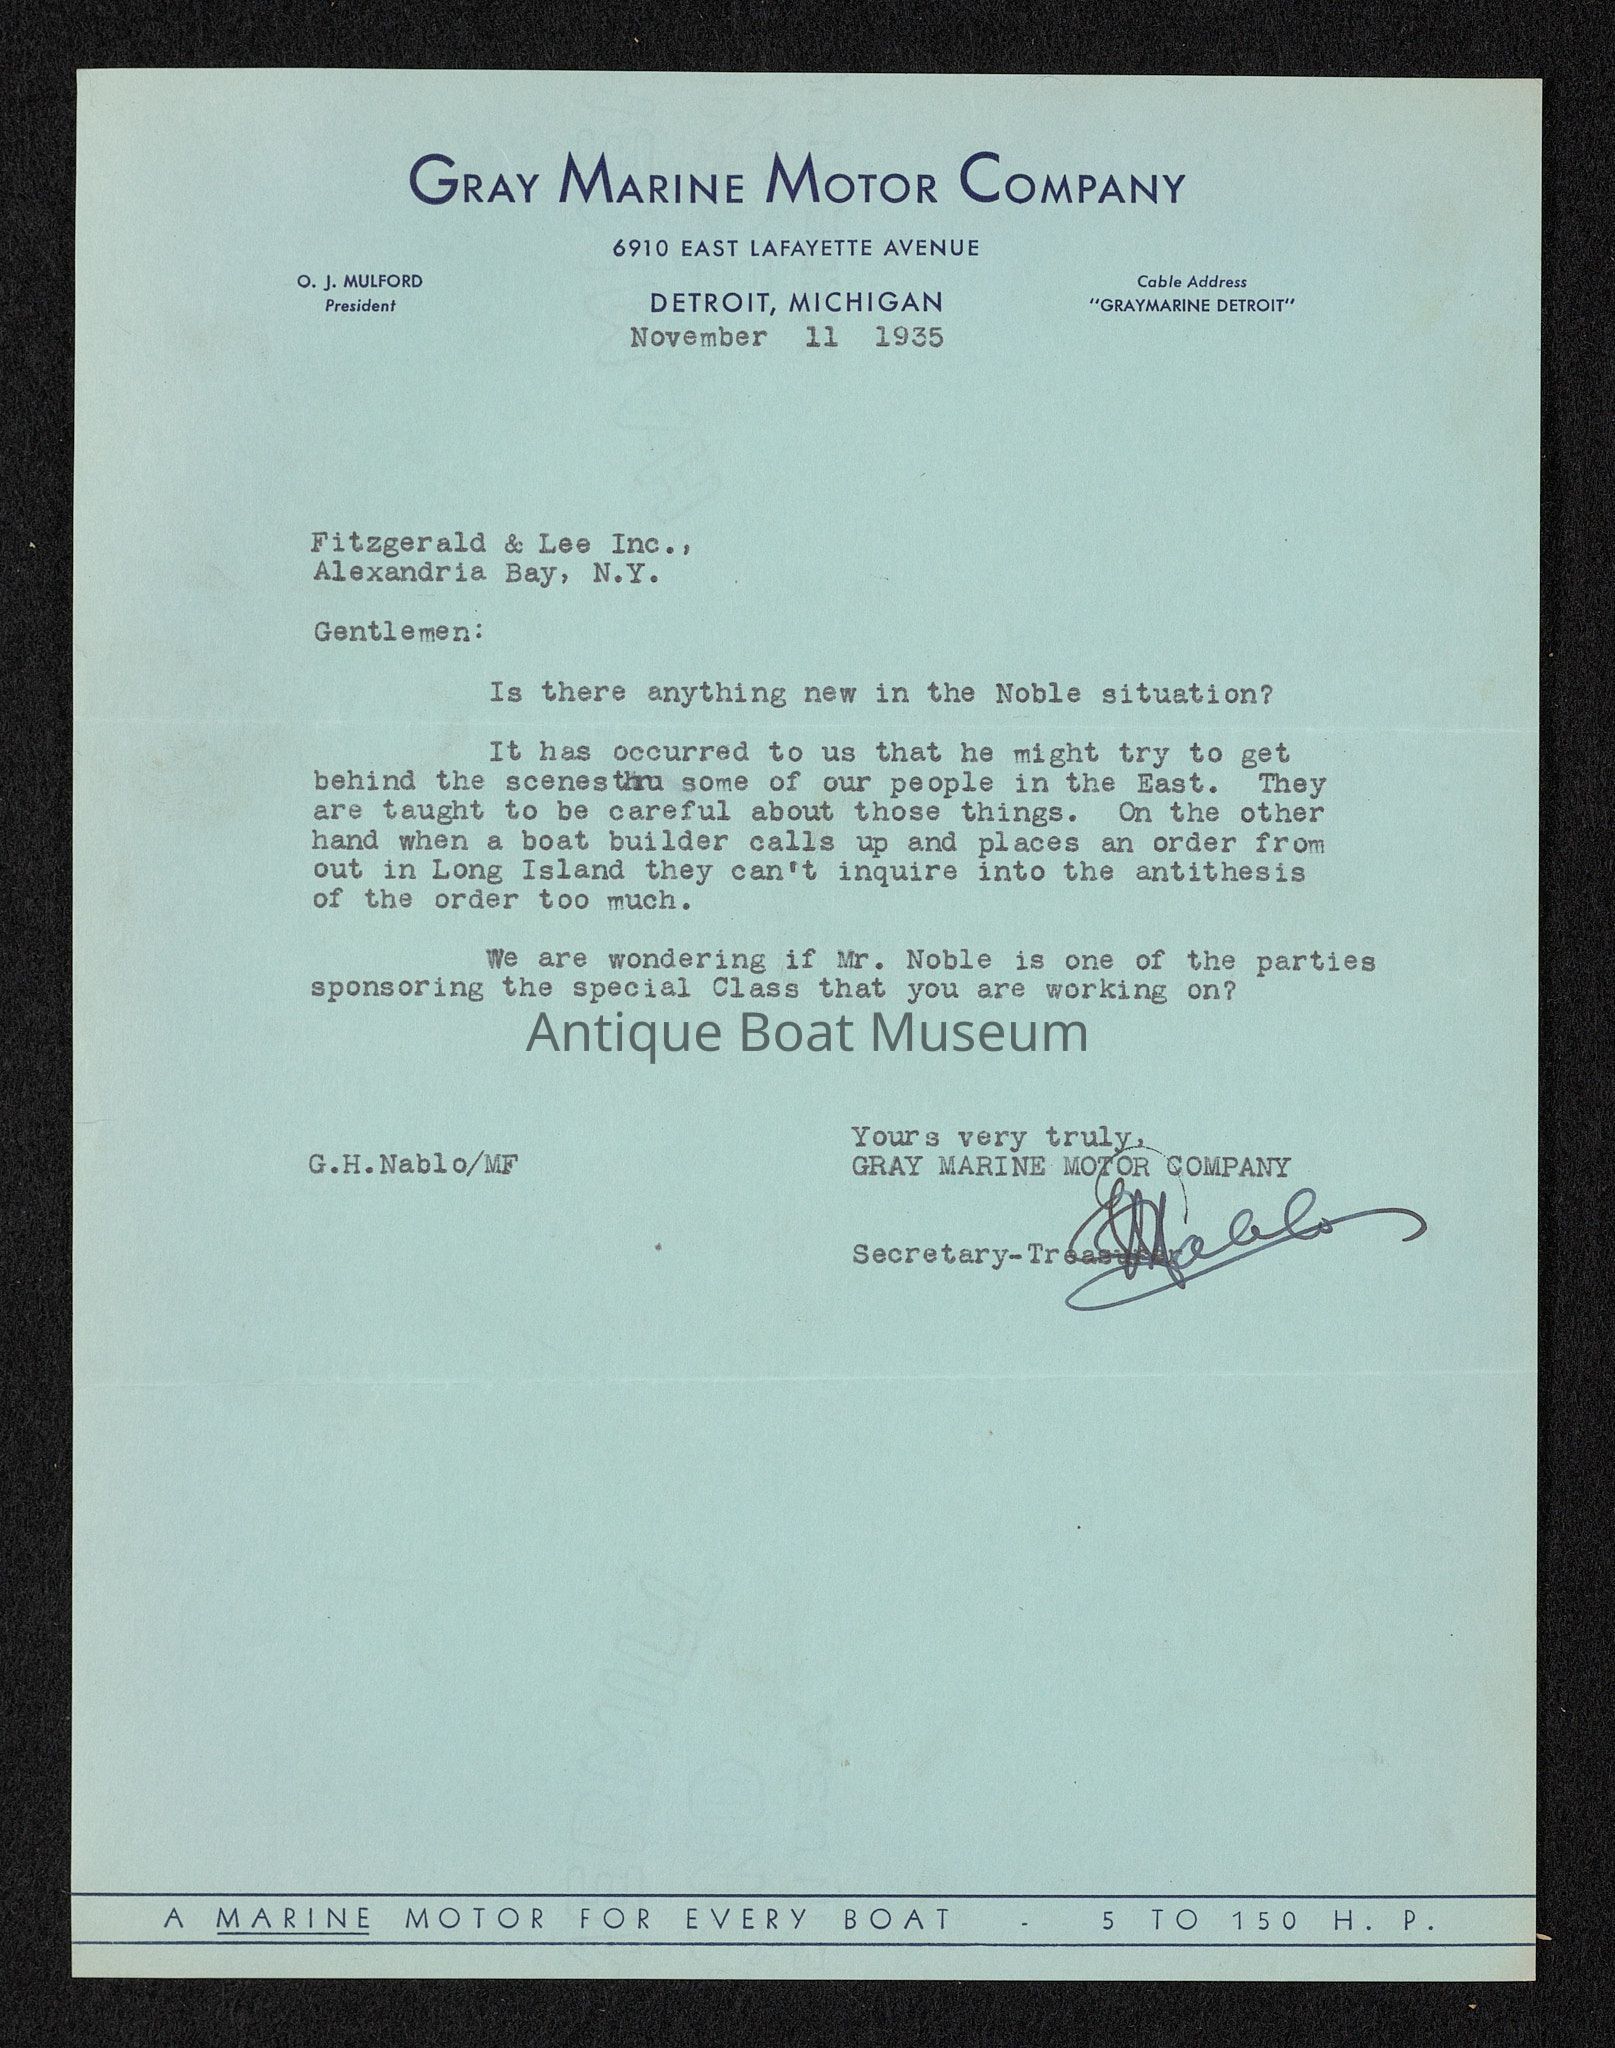 GRAY MARINE MOTOR COMPANY
6910 EAST LAFAYETTE AVENUE
O. J. MULFORD
President
DETROIT, MICHIGAN
Cable Address
"GRAYMARINE DETROIT"
November 11 1935
Fitzgerald & Lee Inc.,
Alexandria Bay, N.Y.
Gentlemen:
Is there anything new in the Noble situation?
It has occurred to us that he might try to get
behind the scenesthru some of our people in the East. They
are taught to be careful about those things. On the other
hand when a boat builder calls up and places an order from
out in Long Island they can't inquire into the antithesis
of the order too much.
We are wondering if Mr. Noble is one of the parties
sponsoring the special Class that you are working on?
Antique Boat Museum
Yours very truly,
G.H.Nablo/MF
GRAY MARINE MOTOR COMPANY
GHNablo
Secretary-Treasurer
A MARINE MOTOR FOR EVERY BOAT - 5 TO 150 H. P.